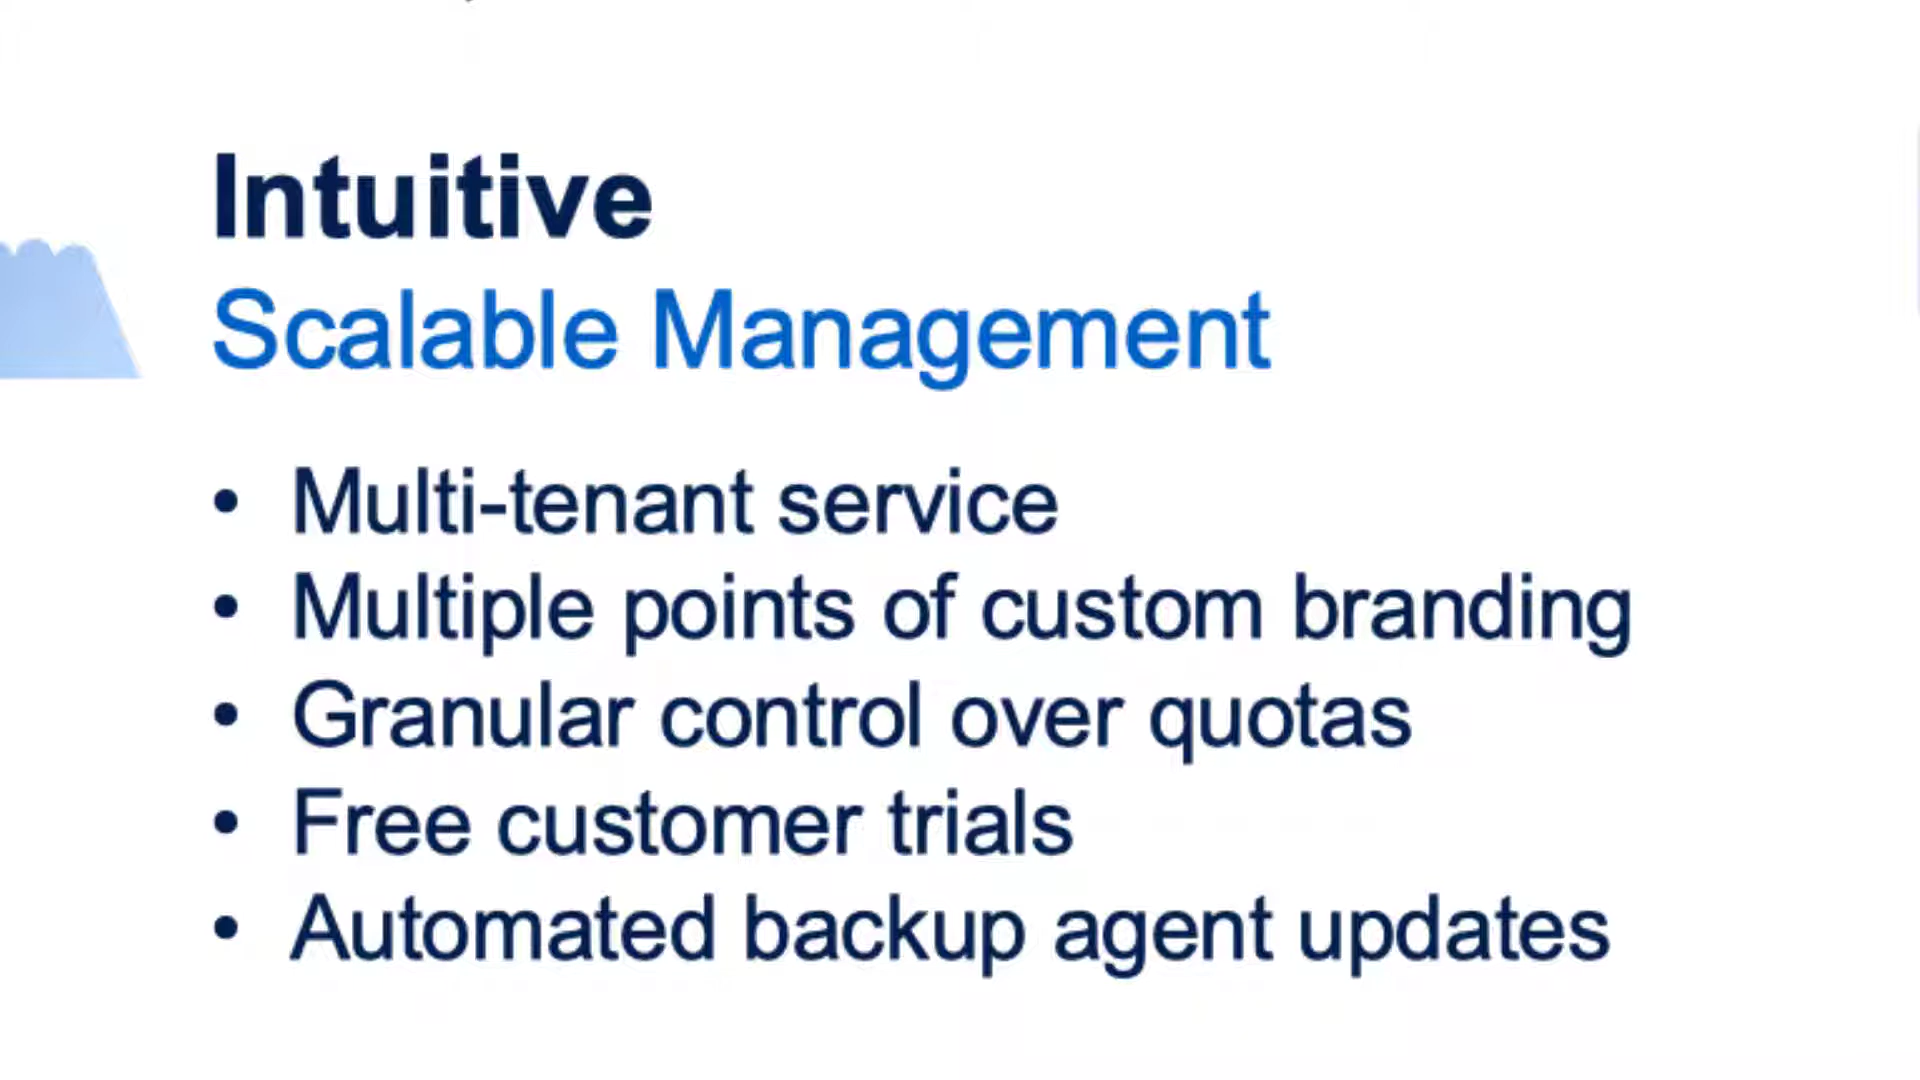 Intuitive
Scalable Management
• Multi-tenant service
• Multiple points of custom branding
• Granular control over quotas
• Free customer trials
• Automated backup agent updates